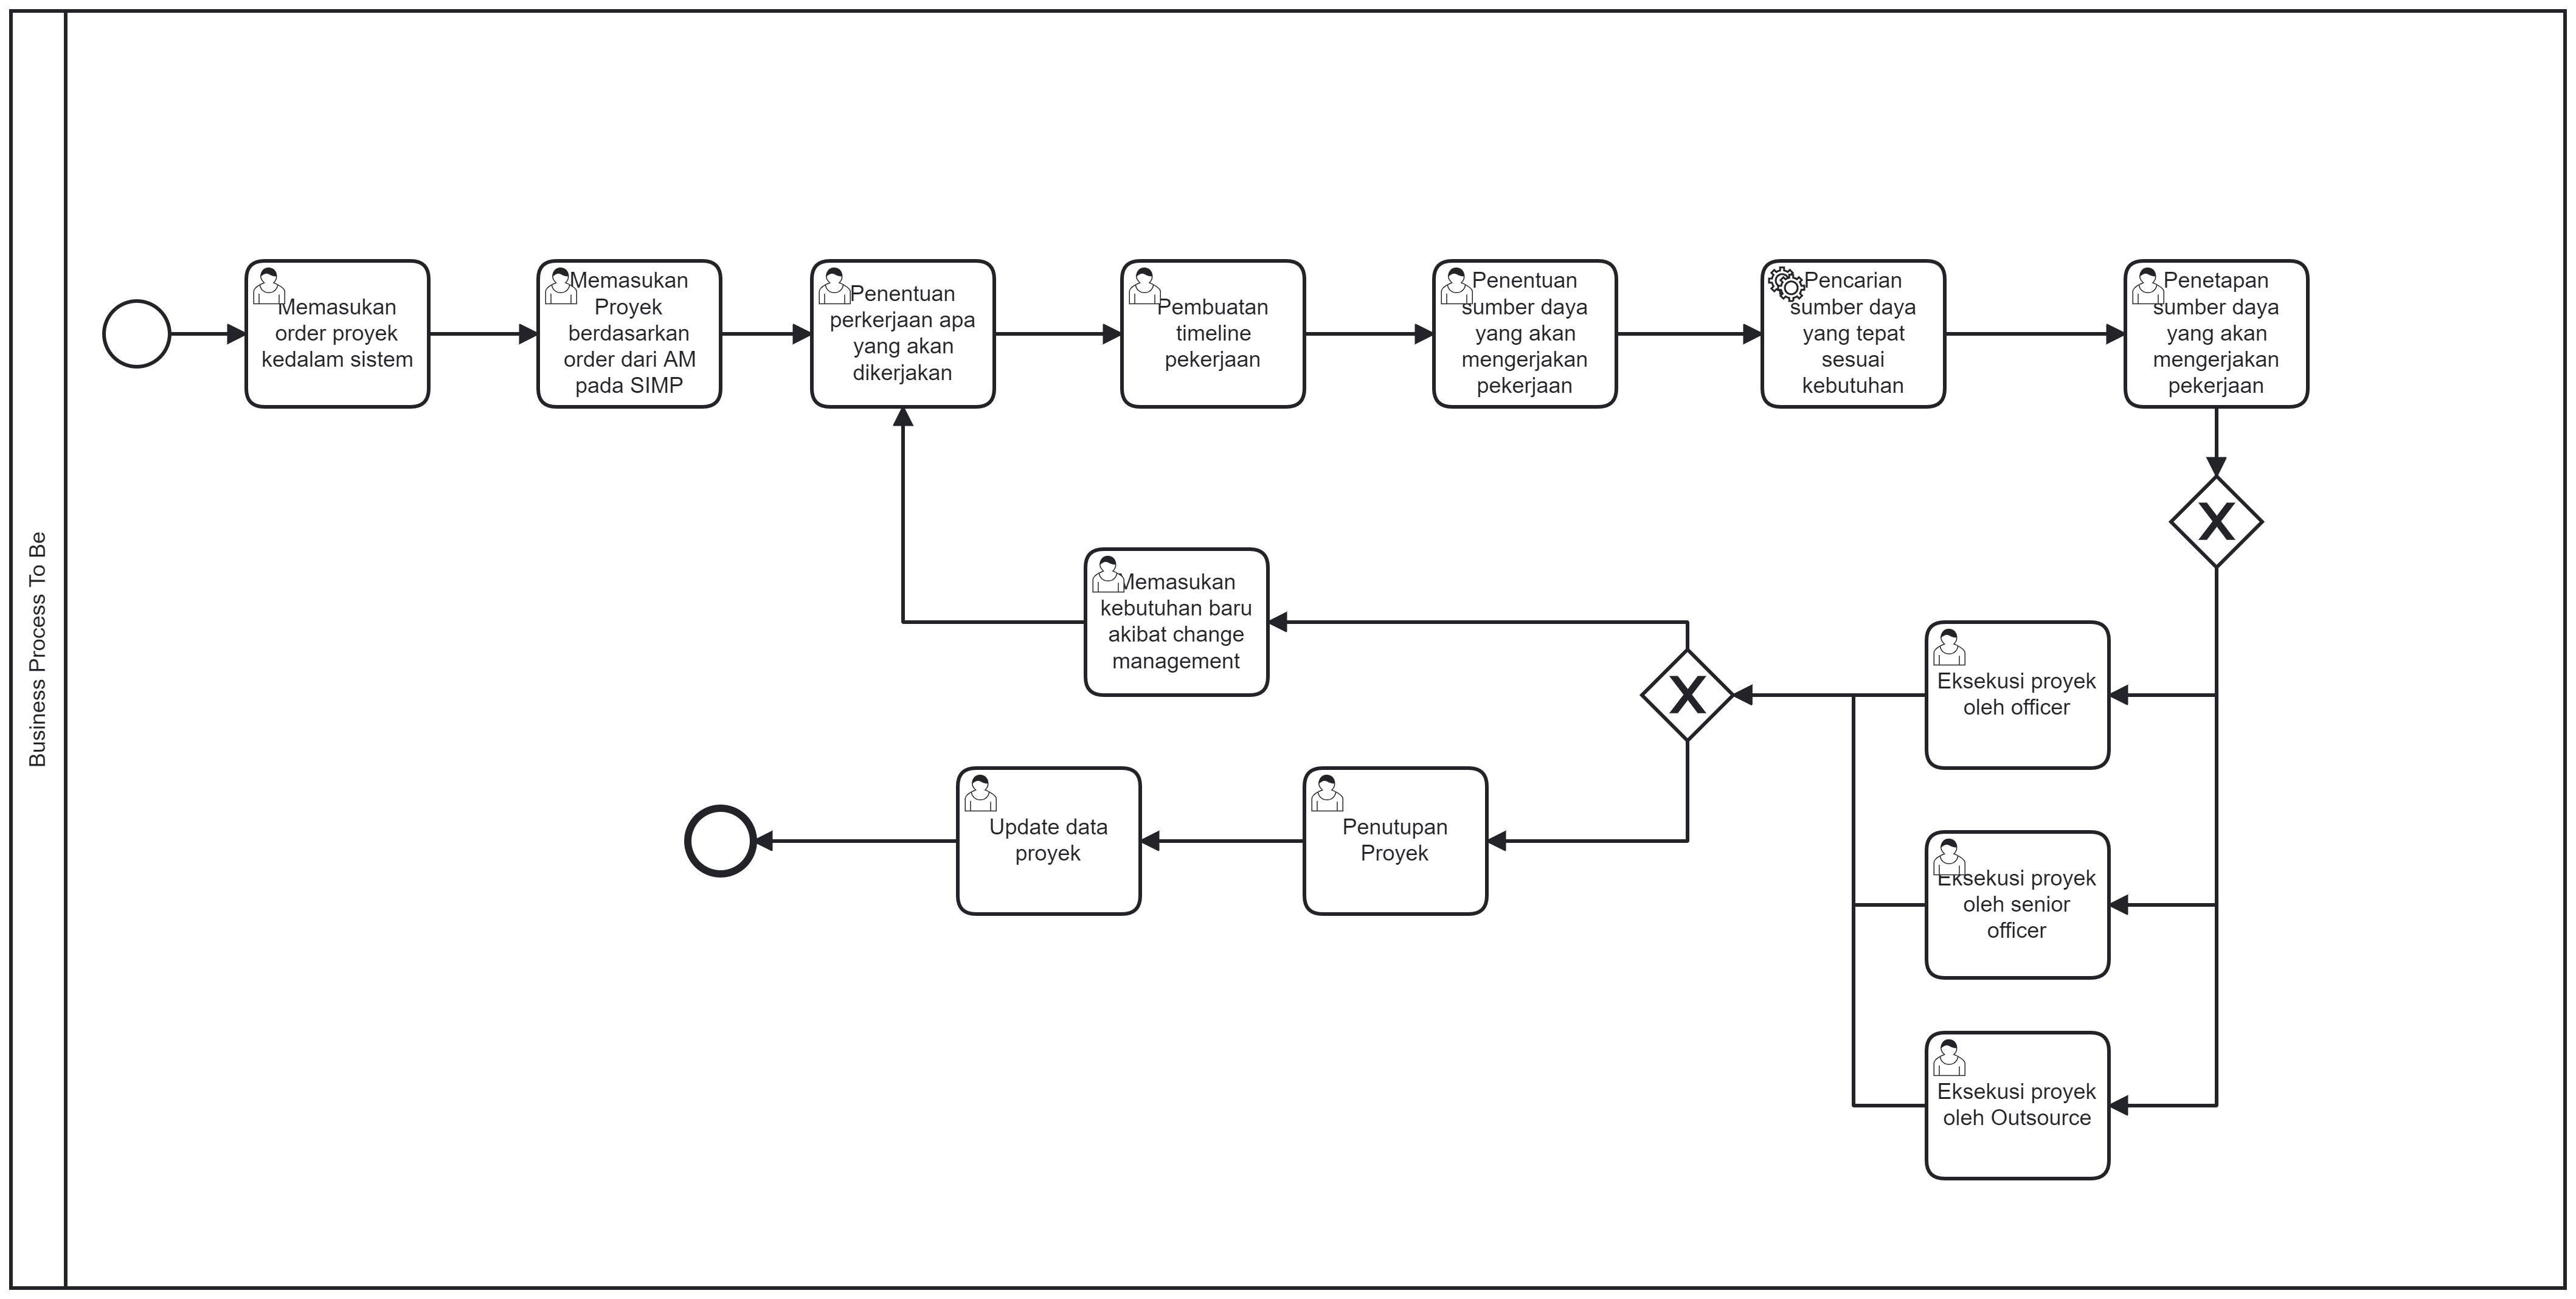 Business Process To Be
Memasukan
order proyek
kedalam sistem
Memasukan
Proyek
berdasarkan
order dari AM
pada SIMP
Penentuan
perkerjaan apa
yang akan
dikerjakan
Pembuatan
timeline
pekerjaan
Penentuan
sumber daya
yang akan
mengerjakan
pekerjaan
Pencarian
sumber daya
yang tepat
sesuai
kebutuhan
Penetapan
sumber daya
yang akan
mengerjakan
pekerjaan
X
Memasukan
kebutuhan baru
akibat change
management
X
Eksekusi proyek
oleh officer
Update data
proyek
Penutupan
Proyek
Eksekusi proyek
oleh senior
officer
Eksekusi proyek
oleh Outsource